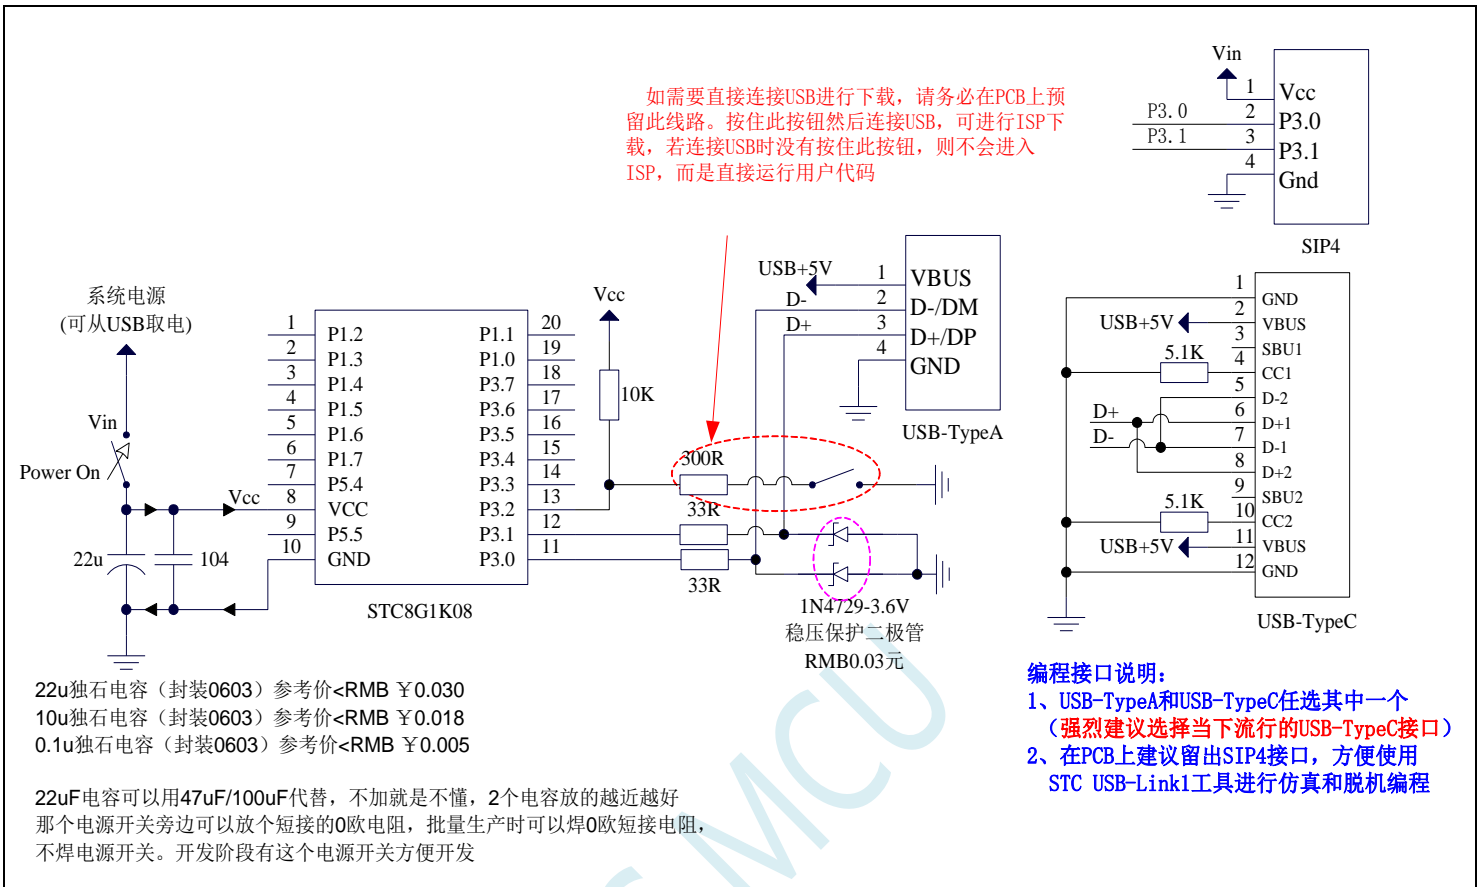 如需要直接连接USB进行下载，请务必在PCB上预
留此线路。按住此按钮然后连接USB，可进行ISP下
载，若连接USB时没有按住此按钮，则不会进入
ISP，而是直接运行用户代码
Vin
1 Vcc
P3.0 2 P3.0
P3.1 3 P3.1
4 Gnd
SIP4
系统电源
(可从USB取电)
Vin
Power On
Vcc
22u
104
1 P1.2 P1.1 20
2 P1.3 P1.0 19
3 P1.4 P3.7 18
4 P1.5 P3.6 17
5 P1.6 P3.5 16
6 P1.7 P3.4 15
7 P5.4 P3.3 14
8 VCC P3.2 13
9 P5.5 P3.1 12
10 GND P3.0 11
STC8G1K08
Vcc
10K
300R
33R
33R
USB+5V 1 VBUS
D- 2 D-/DM
D+ 3 D+/DP
4 GND
USB-TypeA
1N4729-3.6V
稳压保护二极管
RMB0.03元
1 GND
USB+5V 2 VBUS
3 SBU1
5.1K 4 CC1
5 D-2
D+ 6 D+1
D- 7 D-1
8 D+2
9 SBU2
5.1K 10 CC2
USB+5V 11 VBUS
12 GND
USB-TypeC
22u独石电容（封装0603）参考价<RMB ￥0.030
10u独石电容（封装0603）参考价<RMB ￥0.018
0.1u独石电容（封装0603）参考价<RMB ￥0.005
22uF电容可以用47uF/100uF代替，不加就是不懂，2个电容放的越近越好
那个电源开关旁边可以放个短接的0欧电阻，批量生产时可以焊0欧短接电阻，
不焊电源开关。开发阶段有这个电源开关方便开发
编程接口说明：
1、USB-TypeA和USB-TypeC任选其中一个
（强烈建议选择当下流行的USB-TypeC接口）
2、在PCB上建议留出SIP4接口，方便使用
STC USB-Link1工具进行仿真和脱机编程
MCU